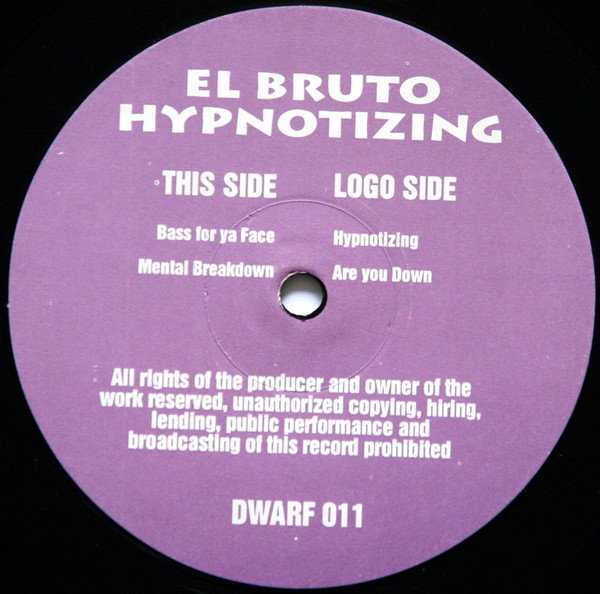 EL BRUTO
HYPNOTIZING
THIS SIDE LOGO SIDE
Bass for ya Face Hypnotizing
Mental Breakdown Are you Down
All rights of the producer and owner of the
work reserved, unauthorized copying, hiring,
lending, public performance and
broadcasting of this record prohibited
DWARF 011